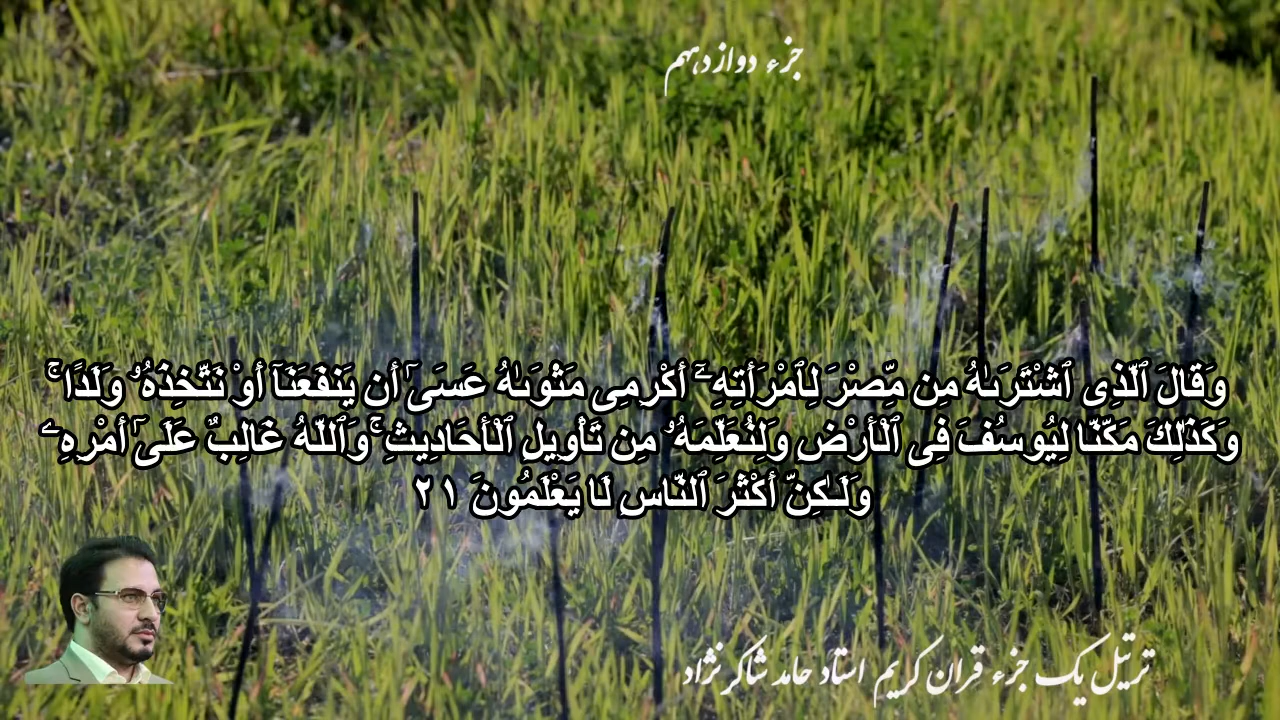 جزء دوازدهم
وَقَالَ ٱلَّذِى ٱشْتَرَىٰهُ مِن مِّصْرَ لِٱمْرَأَتِهِۦٓ أَكْرِمِى مَثْوَىٰهُ عَسَىٰٓ أَن يَنفَعَنَآ أَوْ نَتَّخِذَهُۥ وَلَدًا ۚ
وَكَذَٰلِكَ مَكَّنَّا لِيُوسُفَ فِى ٱلْأَرْضِ وَلِنُعَلِّمَهُۥ مِن تَأْوِيلِ ٱلْأَحَادِيثِ ۚ وَٱللَّهُ غَالِبٌ عَلَىٰٓ أَمْرِهِۦ
وَلَـٰكِنَّ أَكْثَرَ ٱلنَّاسِ لَا يَعْلَمُونَ ٢١
ترتیل یک جزء قران کریم استاد حامد شاکرنژاد